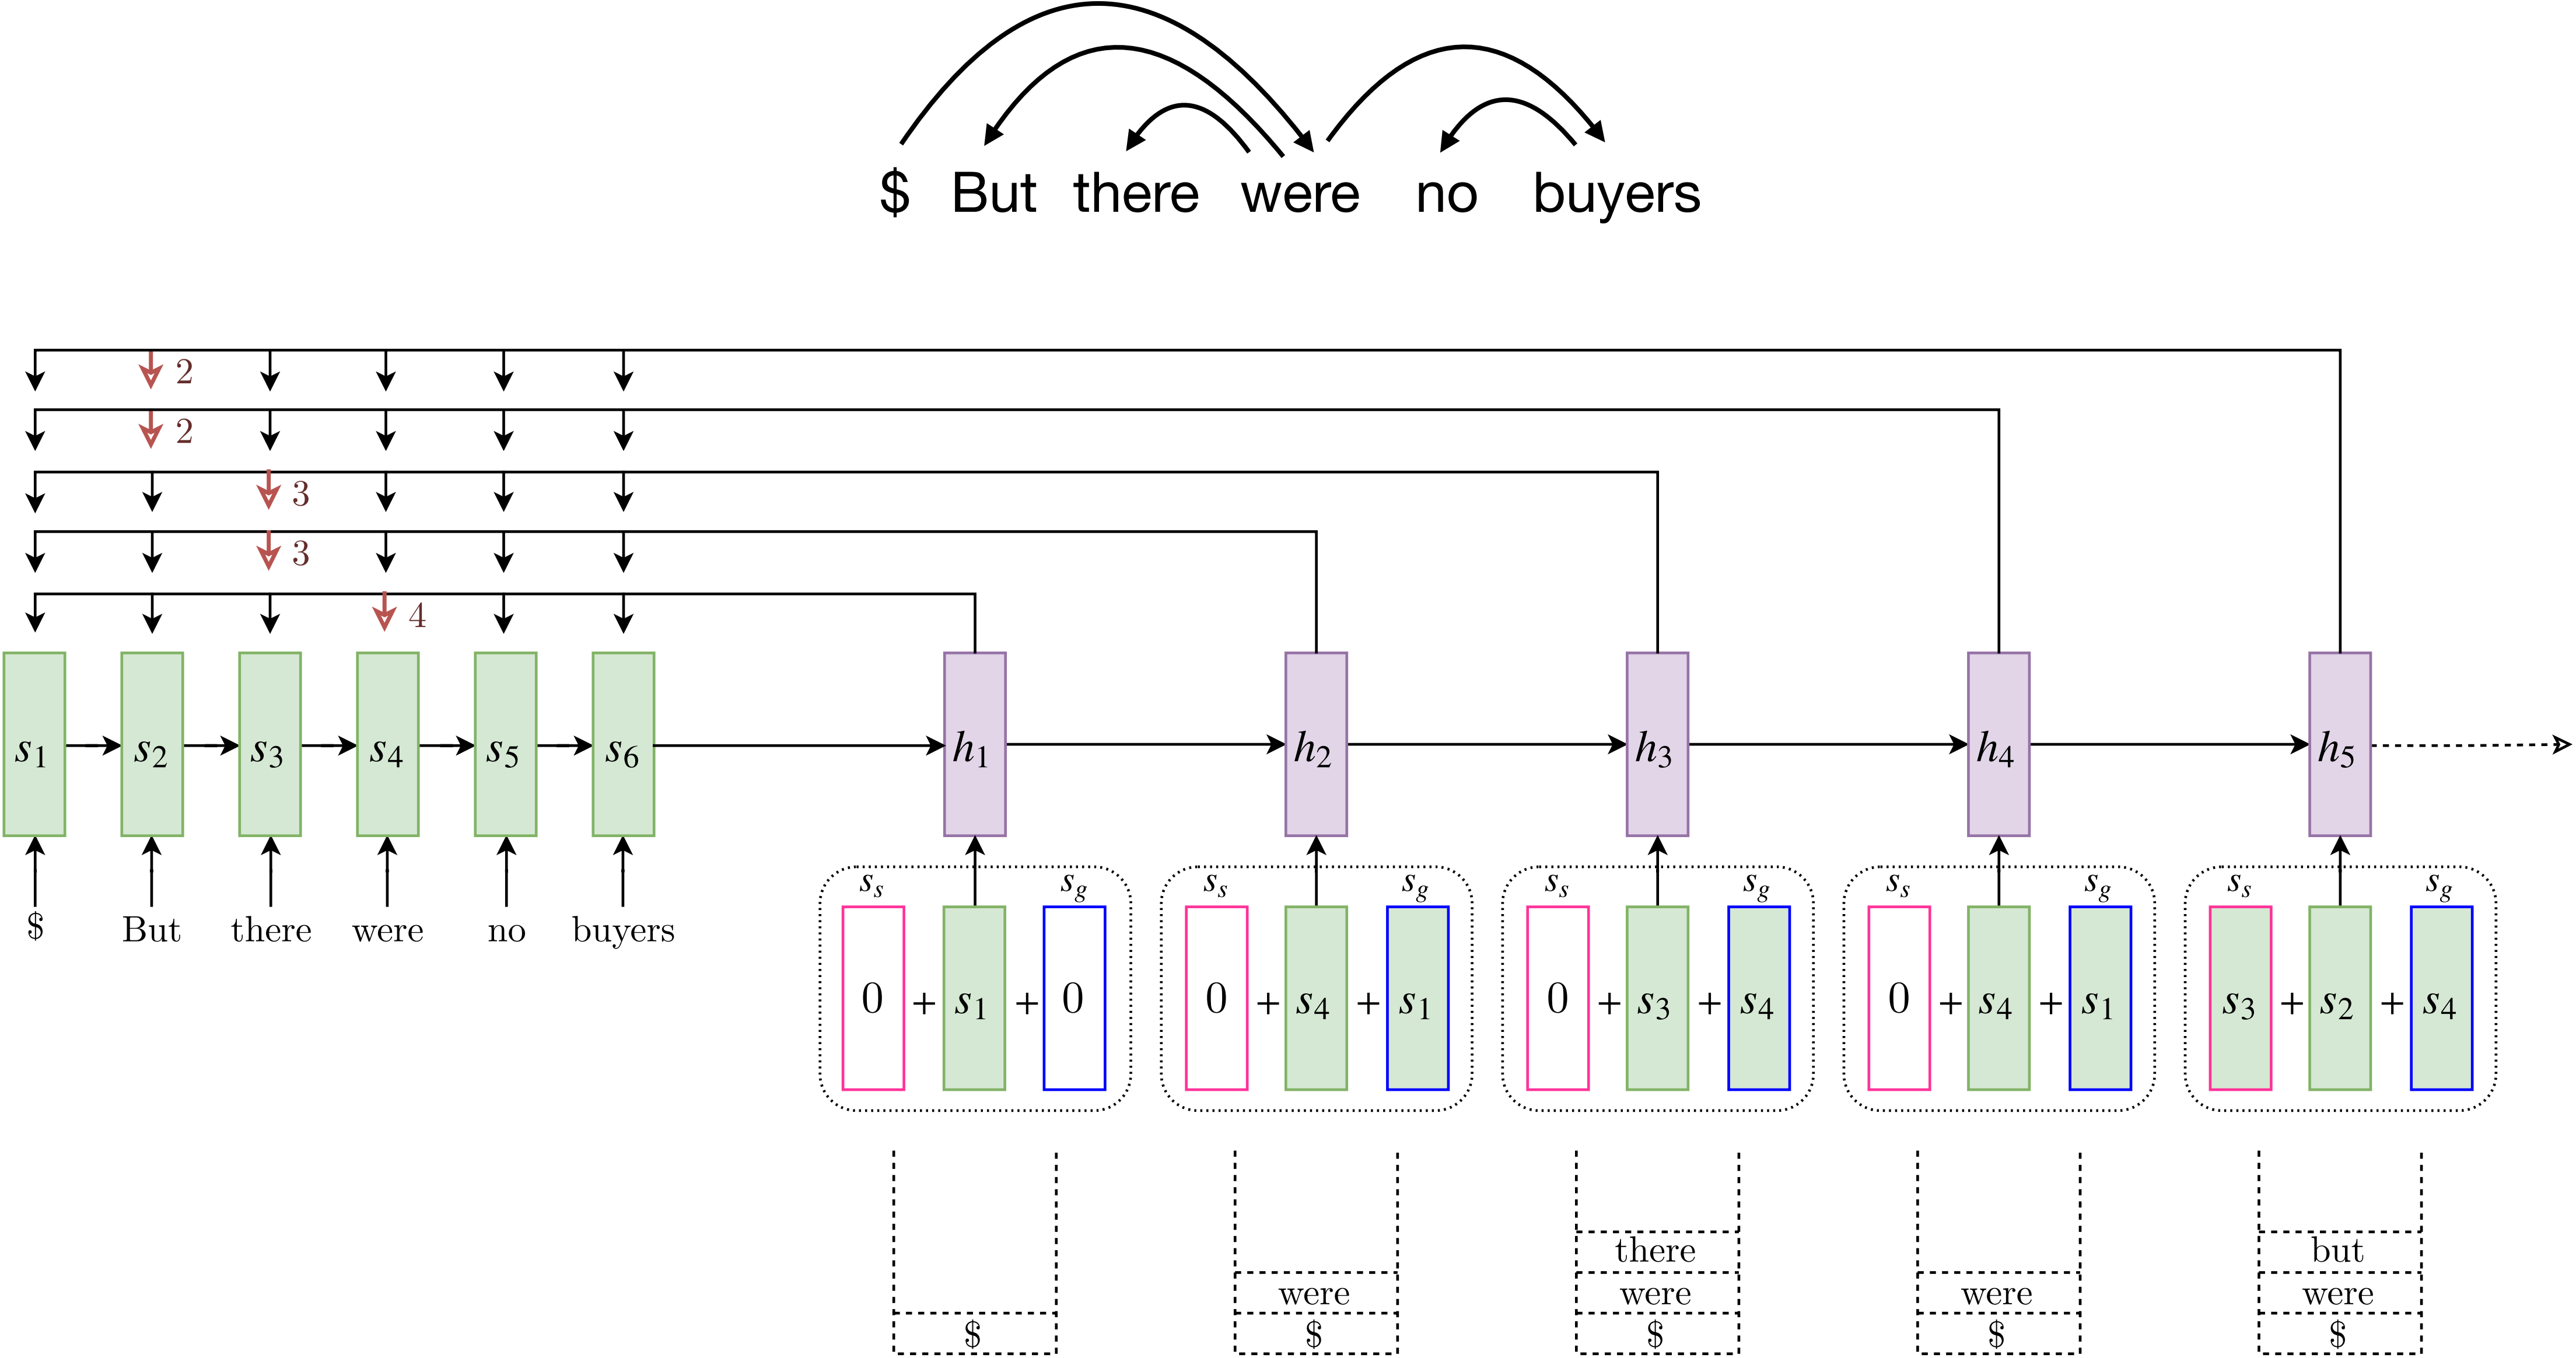 $ But there were no buyers
2
2
3
3
4
s1 s2 s3 s4 s5 s6 h1 h2 h3 h4 h5
$ But there were no buyers
ss sg ss sg ss sg ss sg ss sg
0 + s1 + 0 0 + s4 + s1 0 + s3 + s4 0 + s4 + s1 s3 + s2 + s4
there but
were were were were
$ $ $ $ $